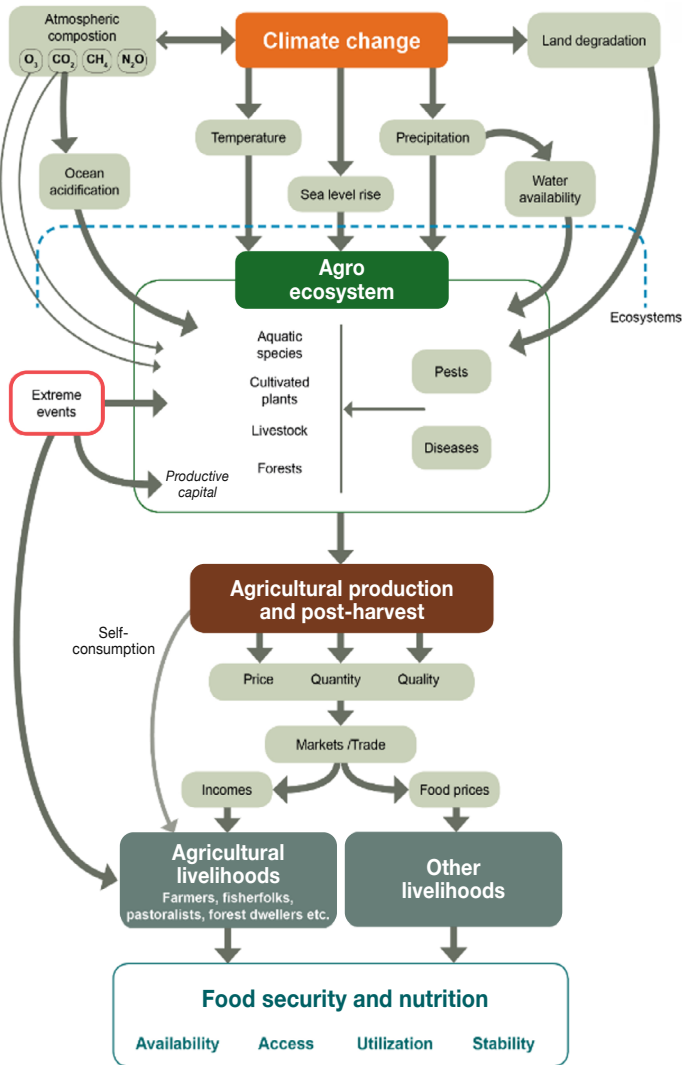 Atmospheric
compostion
O3 CO2 CH4 N2O
Climate change
Land degradation
Temperature
Precipitation
Ocean
acidification
Sea level rise
Water
availability
Agro
ecosystem
Ecosystems
Aquatic
species
Cultivated
plants
Livestock
Forests
Pests
Diseases
Extreme
events
Productive
capital
Agricultural production
and post-harvest
Self-
consumption
Price Quantity Quality
Markets /Trade
Incomes
Food prices
Agricultural
livelihoods
Farmers, fisherfolks,
pastoralists, forest dwellers etc.
Other
livelihoods
Food security and nutrition
Availability Access Utilization Stability